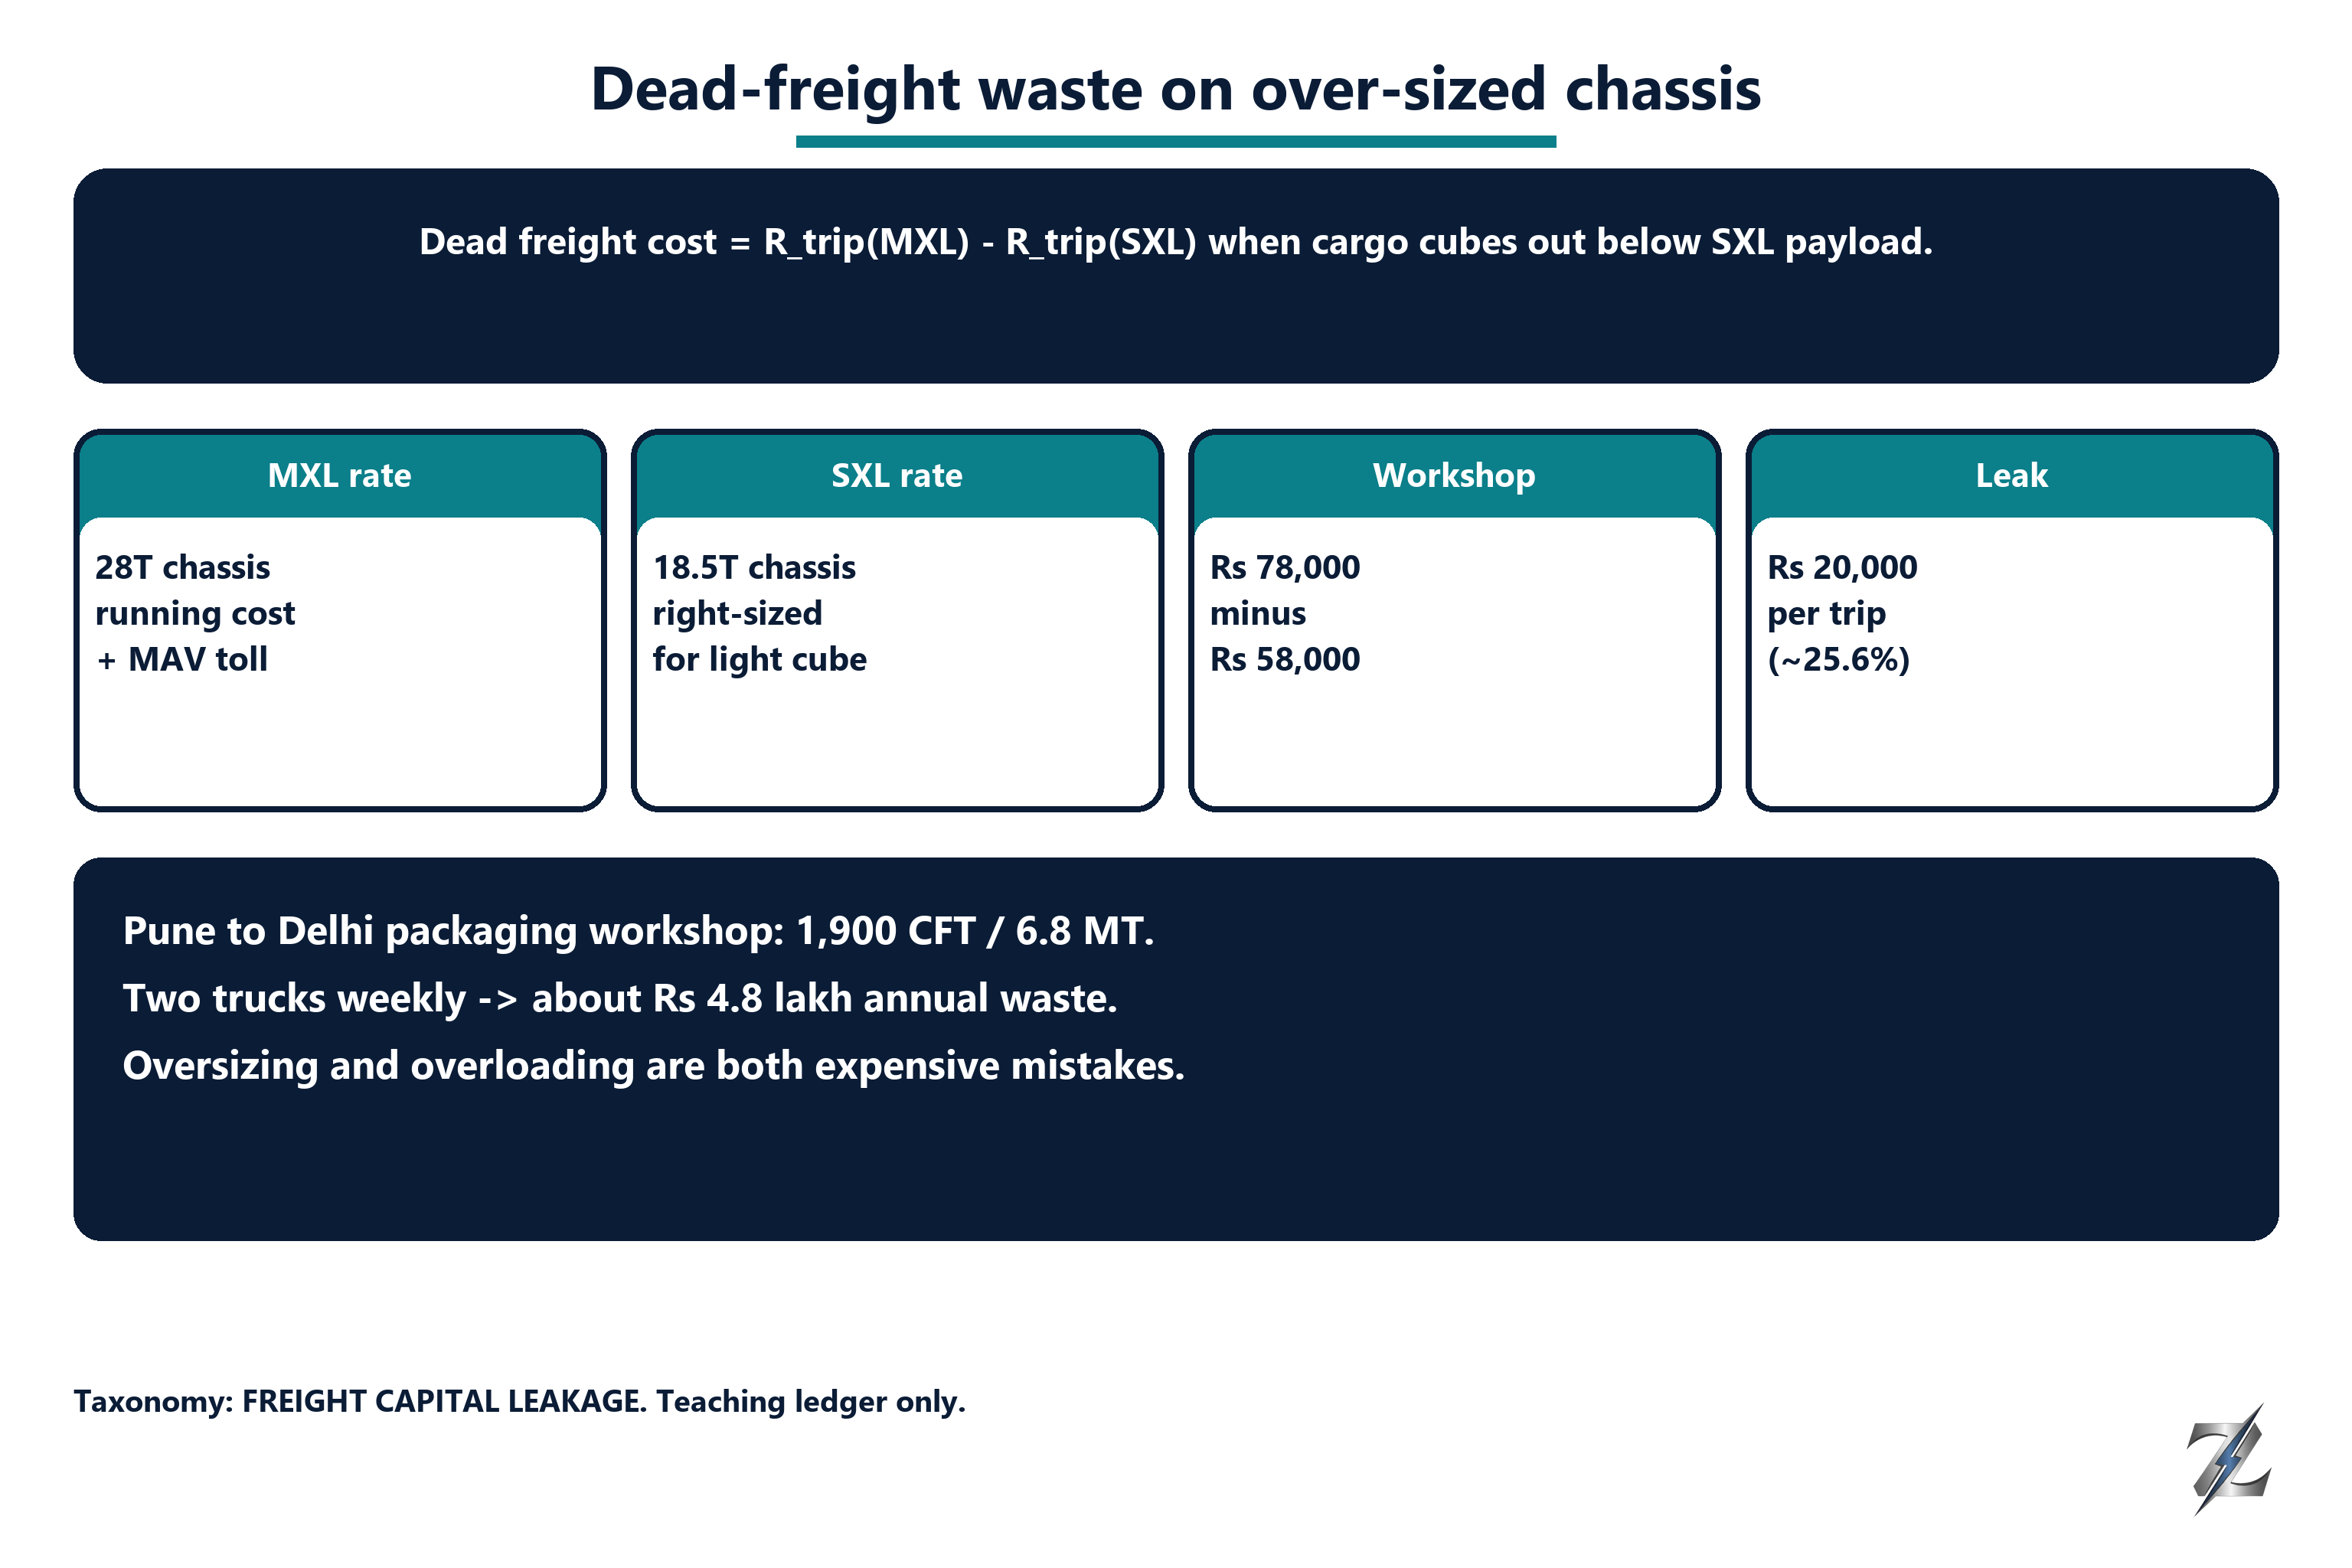 Dead-freight waste on over-sized chassis
Dead freight cost = R_trip(MXL) - R_trip(SXL) when cargo cubes out below SXL payload.
MXL rate
28T chassis
running cost
+ MAV toll
SXL rate
18.5T chassis
right-sized
for light cube
Workshop
Rs 78,000
minus
Rs 58,000
Leak
Rs 20,000
per trip
(~25.6%)
Pune to Delhi packaging workshop: 1,900 CFT / 6.8 MT.
Two trucks weekly -> about Rs 4.8 lakh annual waste.
Oversizing and overloading are both expensive mistakes.
Taxonomy: FREIGHT CAPITAL LEAKAGE. Teaching ledger only.
Z